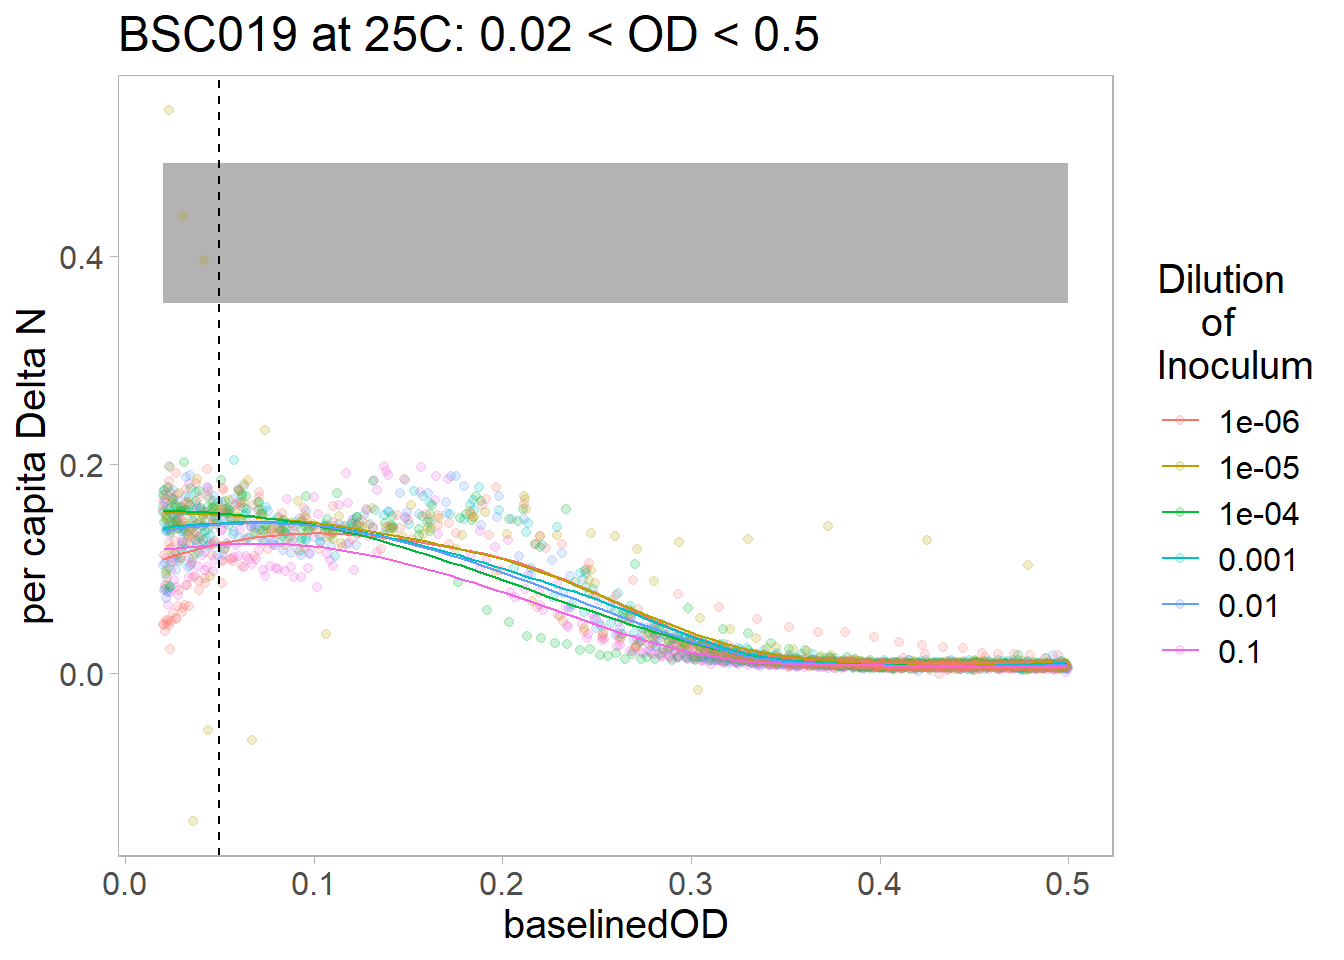 BSC019 at 25C: 0.02 < OD < 0.5
per capita Delta N
0.4
0.2
0.0
0.0 0.1 0.2 0.3 0.4 0.5
baselinedOD
Dilution
of
Inoculum
1e-06
1e-05
1e-04
0.001
0.01
0.1